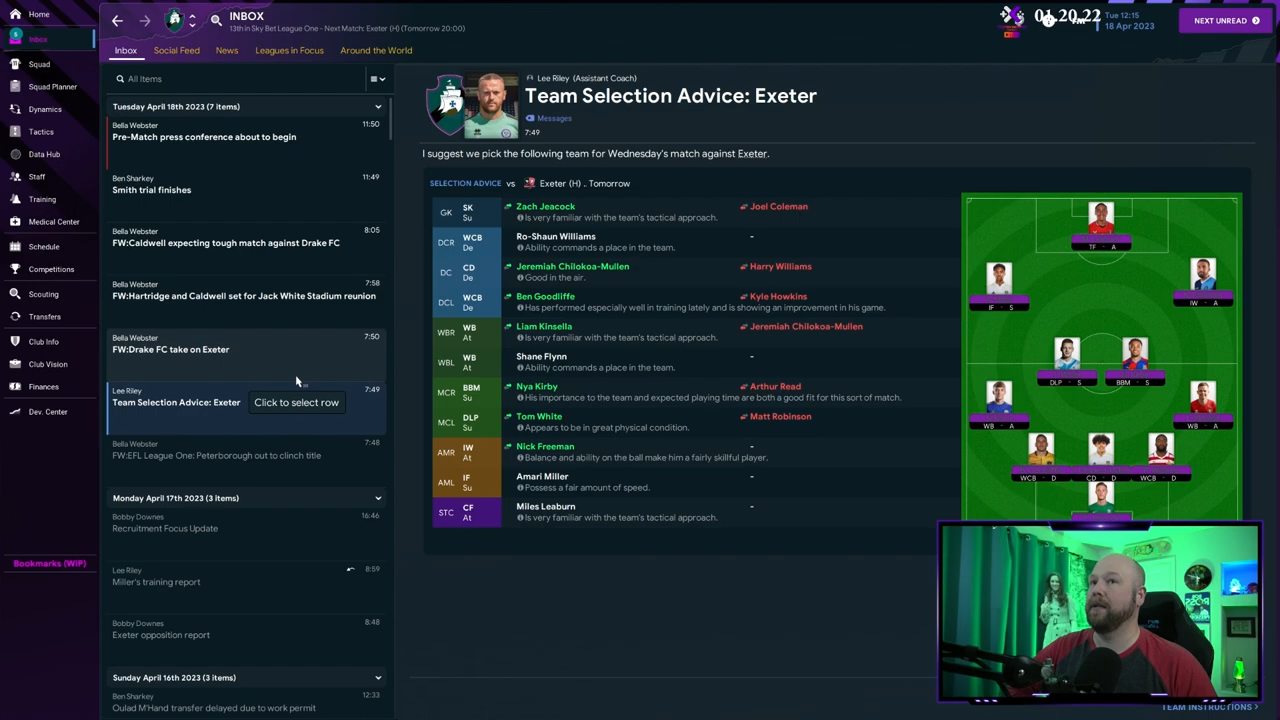 Home
5
Inbox
Squad
Squad Planner
Dynamics
Tactics
Data Hub
Staff
Training
Medical Center
Schedule
Competitions
Scouting
Transfers
Club Info
Club Vision
Finances
Dev. Center
Bookmarks (WiP)
INBOX
13th in Sky Bet League One - Next Match: Exeter (H) (Tomorrow 20:00)
01.20.22
Tue 12:15
18 Apr 2023
NEXT UNREAD
Inbox
Social Feed
News
Leagues in Focus
Around the World
All Items
Tuesday April 18th 2023 (7 items)
Bella Webster 11:50
Pre-Match press conference about to begin
Ben Sharkey 11:49
Smith trial finishes
Bella Webster 8:05
FW:Caldwell expecting tough match against Drake FC
Bella Webster 7:58
FW:Hartridge and Caldwell set for Jack White Stadium reunion
Bella Webster 7:50
FW:Drake FC take on Exeter
Lee Riley 7:49
Team Selection Advice: Exeter
Click to select row
Bella Webster 7:48
FW:EFL League One: Peterborough out to clinch title
Monday April 17th 2023 (3 items)
Bobby Downes 16:46
Recruitment Focus Update
Lee Riley 8:59
Miller's training report
Bobby Downes 8:48
Exeter opposition report
Sunday April 16th 2023 (3 items)
Ben Sharkey 12:33
Oulad M'Hand transfer delayed due to work permit
Lee Riley (Assistant Coach)
Team Selection Advice: Exeter
Messages
7:49
I suggest we pick the following team for Wednesday's match against Exeter.
SELECTION ADVICE vs Exeter (H) . Tomorrow
GK SK Su Zach Jeacock Joel Coleman
Is very familiar with the team's tactical approach.
DCR WCB De Ro-Shaun Williams -
Ability commands a place in the team.
DC CD De Jeremiah Chilokoa-Mullen Harry Williams
Good in the air.
DCL WCB De Ben Goodliffe Kyle Howkins
Has performed especially well in training lately and is showing an improvement in his game.
WBR WB At Liam Kinsella Jeremiah Chilokoa-Mullen
Is very familiar with the team's tactical approach.
WBL WB At Shane Flynn -
Ability commands a place in the team.
MCR BBM Su Nya Kirby Arthur Read
His importance to the team and expected playing time are both a good fit for this sort of match.
MCL DLP Su Tom White Matt Robinson
Appears to be in great physical condition.
AMR IW At Nick Freeman -
Balance and ability on the ball make him a fairly skillful player.
AML IF Su Amari Miller -
Possess a fair amount of speed.
STC CF At Miles Leaburn -
Is very familiar with the team's tactical approach.
TF - A
IF - S
IW - A
DLP - S
BBM - S
WB - A
WB - A
WCB - D
CD - D
WCB - D
TEAM INSTRUCTIONS